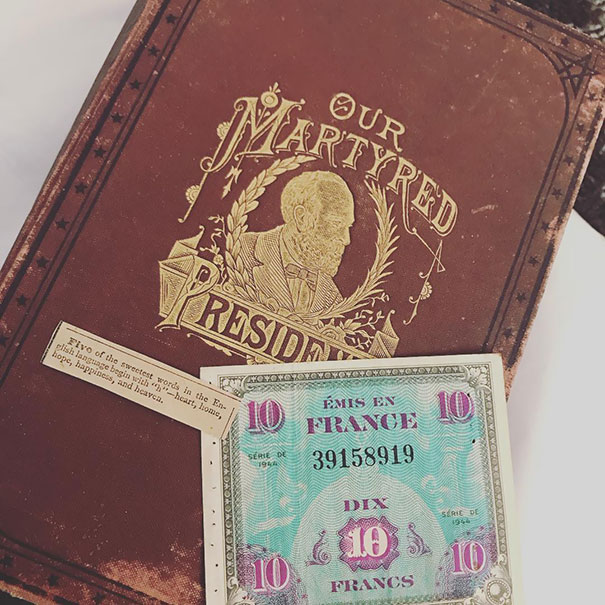 OUR
MARTYRED
PRESIDENT
Five of the sweetest words in the En-
glish language begin with "h"—heart, home,
hope, happiness, and heaven.
10 ÉMIS EN 10
FRANCE
SÉRIE DE
1944
39158919
DIX
SÉRIE DE
1944
10
10 10
FRANCS